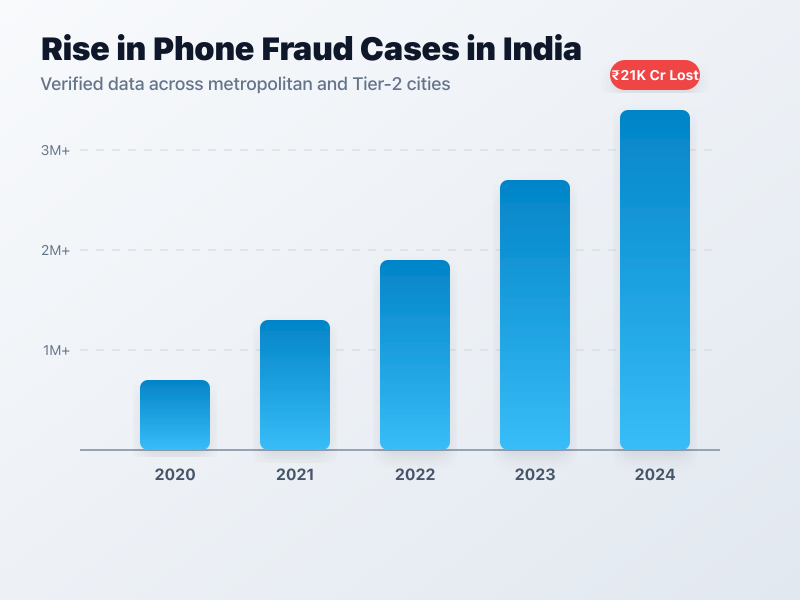 Rise in Phone Fraud Cases in India
Verified data across metropolitan and Tier-2 cities
₹21K Cr Lost
3M+
2M+
1M+
2020 2021 2022 2023 2024